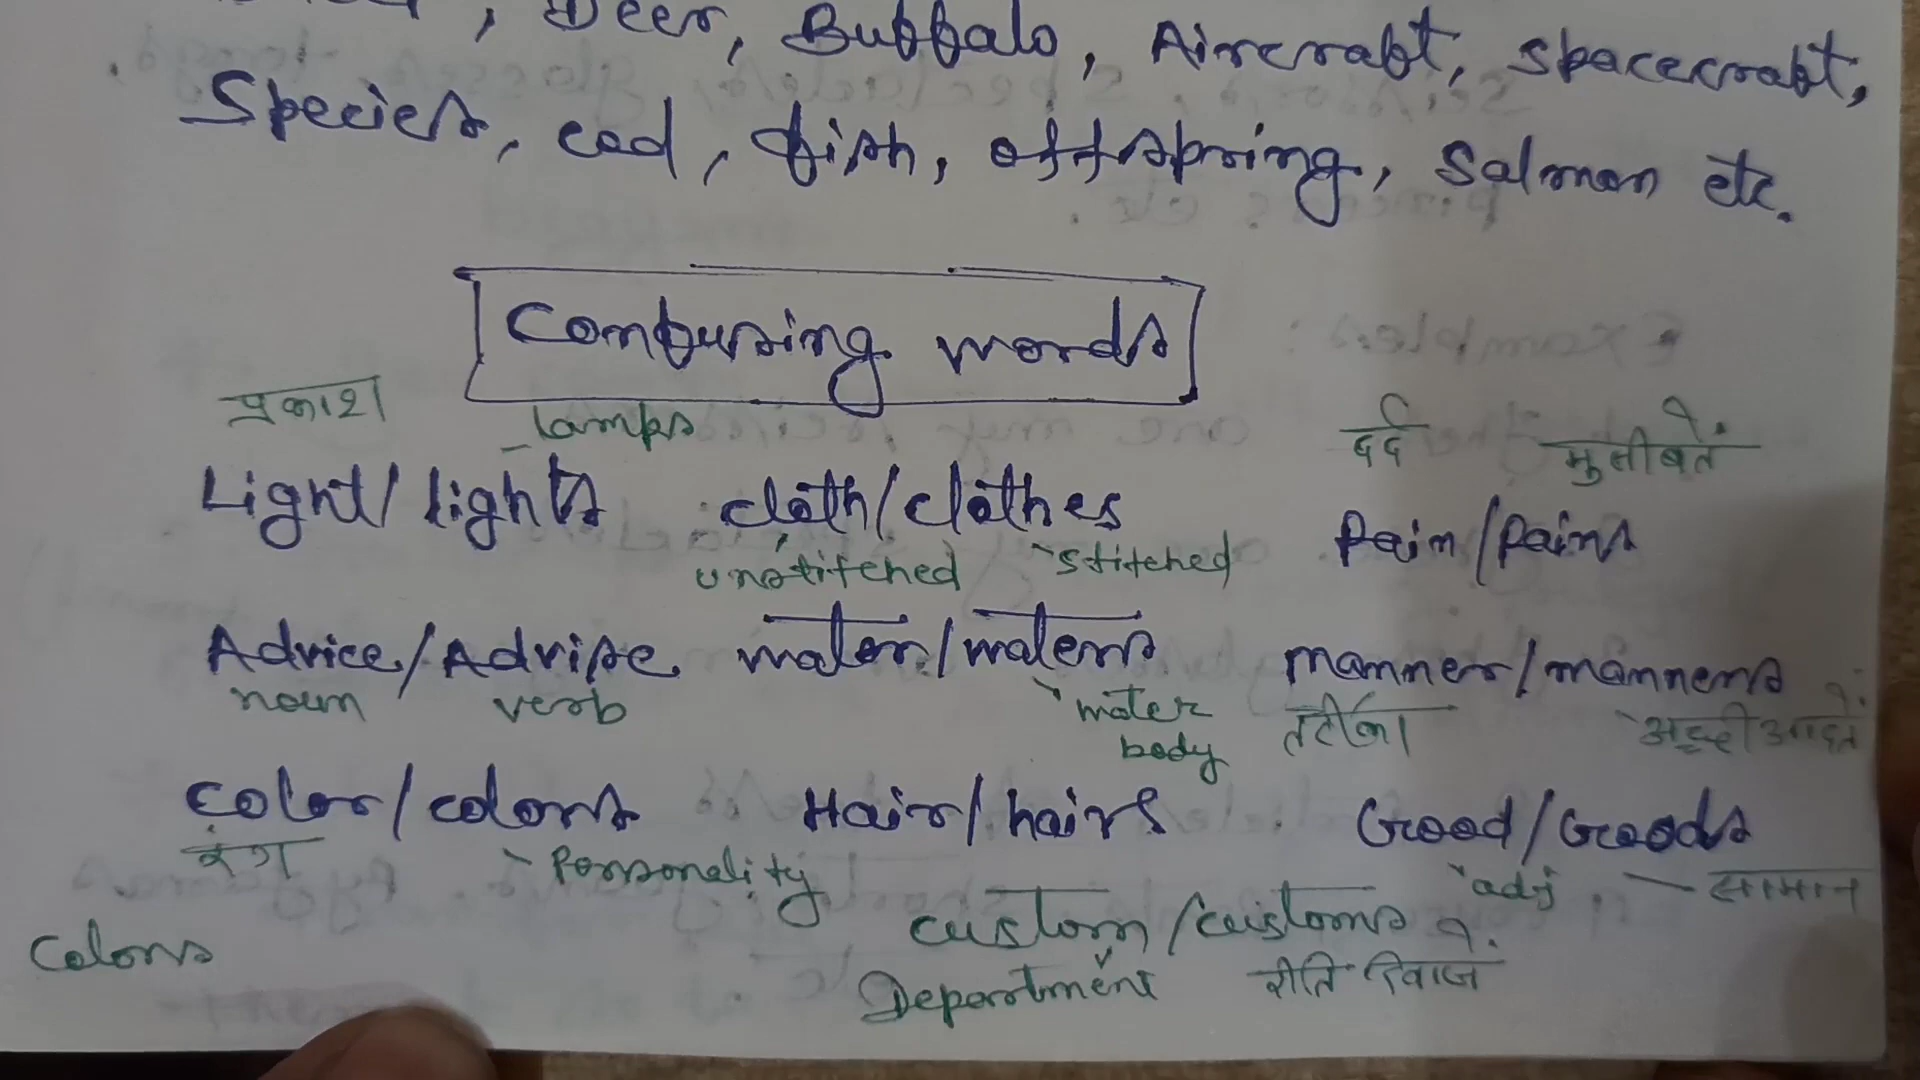 , Deer, Buffalo, Aircraft, spacecraft,
Species, cod, fish, offspring, Salmon etc.
Confusing words
प्रकाश lamps दर्द मुसीबतें
Light/lights cloth/clothes Pain/Pains
unstitched stitched
Advice/Advise water/waters manner/manners
noun verb water body तरीका अच्छी आदतें
color/colors Hair/hairs Good/Goods
रंग Personality adj सामान
Colors custom/customs
Department रीति रिवाजें